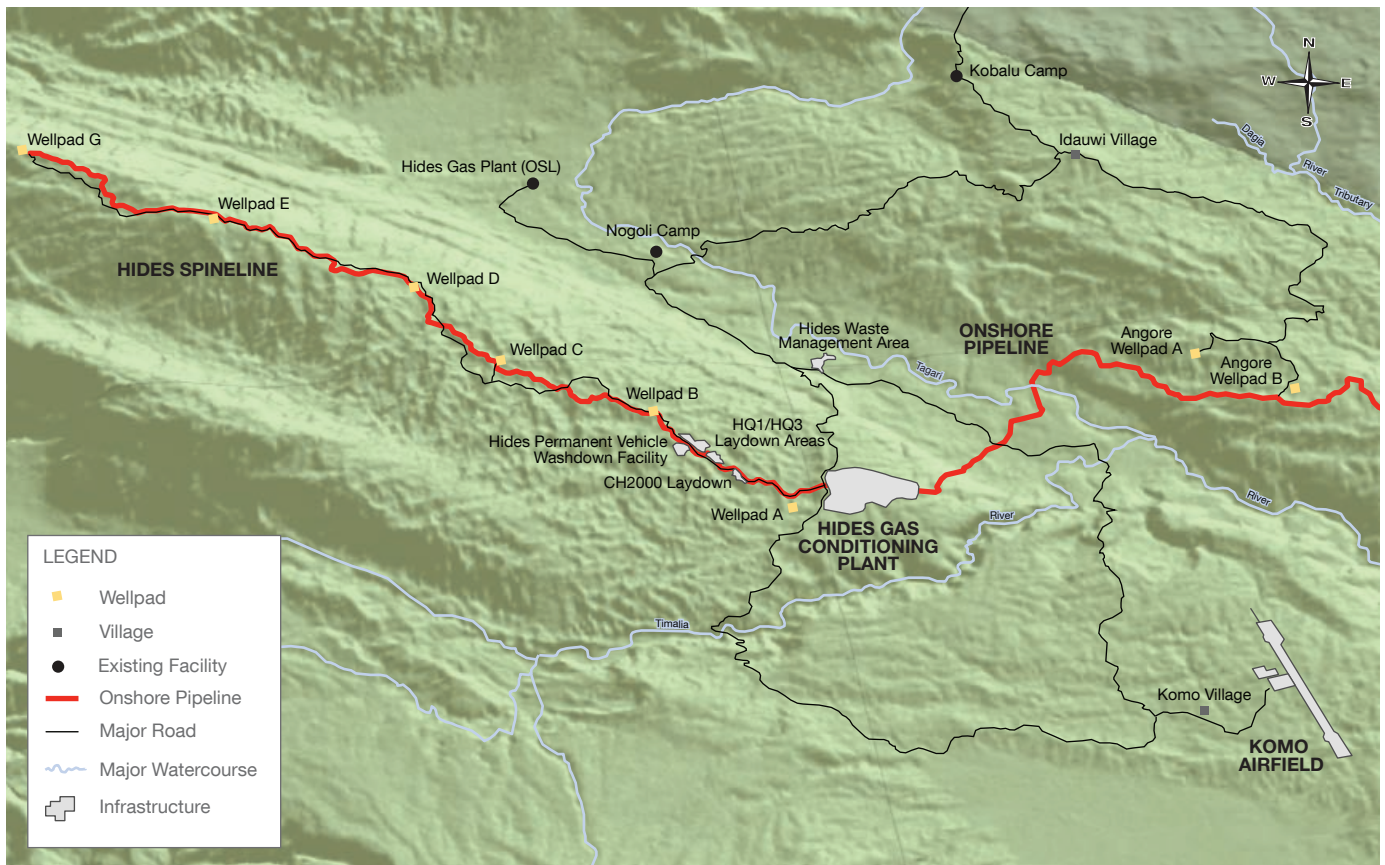 Kobalu Camp
N
W
E
S
Dagia
River
Tributary
Wellpad G
Idauwi Village
Hides Gas Plant (OSL)
Wellpad E
Nogoli Camp
HIDES SPINELINE
Wellpad D
Hides Waste
Management Area
ONSHORE
PIPELINE
Angore
Wellpad A
Wellpad C
Tagari
Angore
Wellpad B
Wellpad B
HQ1/HQ3
Laydown Areas
Hides Permanent Vehicle
Washdown Facility
CH2000 Laydown
River
Wellpad A
River
HIDES GAS
CONDITIONING
PLANT
Timalia
Komo Village
KOMO
AIRFIELD
LEGEND
Wellpad
Village
Existing Facility
Onshore Pipeline
Major Road
Major Watercourse
Infrastructure